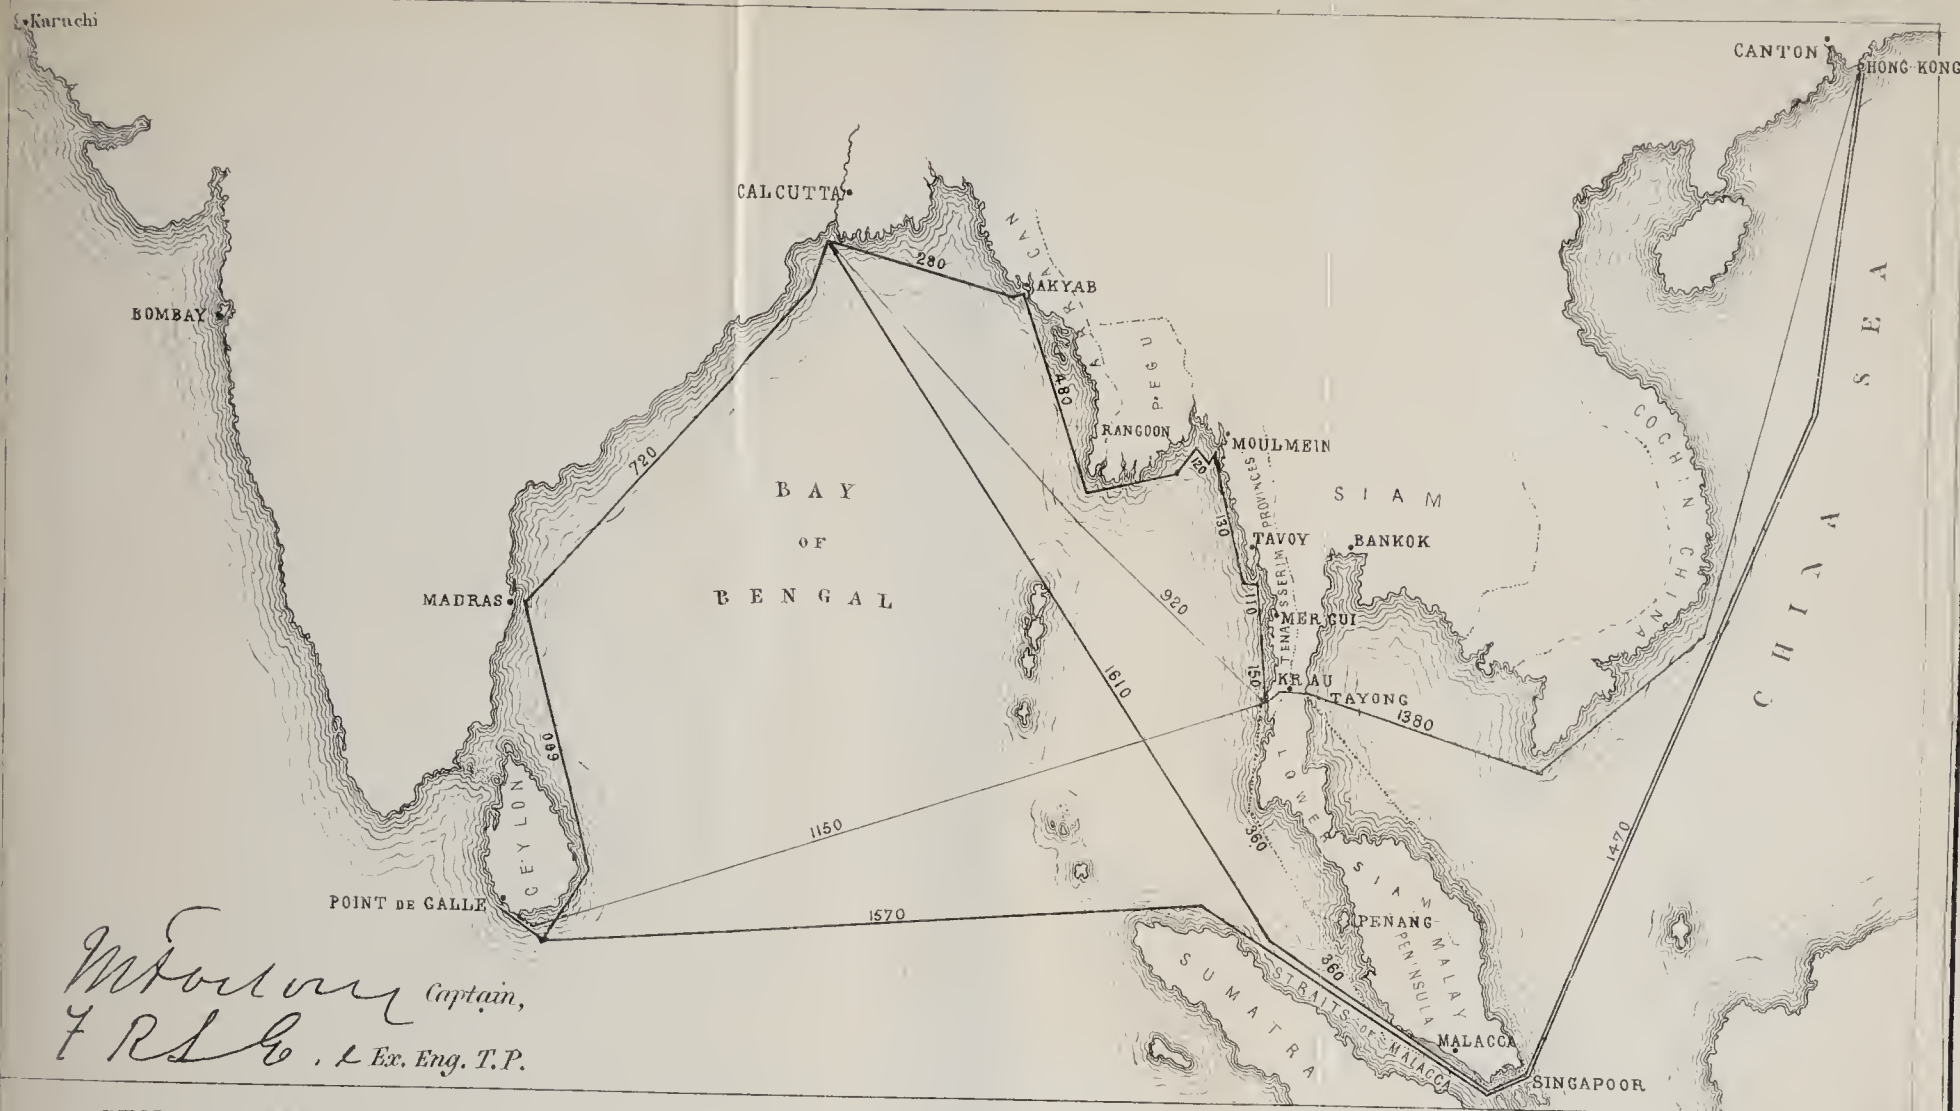 Karachi
CANTON
HONG KONG
CALCUTTA
ARRACAN
280
AKYAB
BOMBAY
PEGU
480
RANGOON
MOULMEIN
120
720
BAY
OF
BENGAL
SIAM
COCHIN CHINA
CHINA SEA
130
TENASSERIM PROVINCES
TAVOY
BANKOK
MADRAS
920
110
MERGUI
150
KRAU
TAYONG
1380
1610
660
CEYLON
1150
LOWER SIAM
360
1470
POINT DE GALLE
1570
PENANG
MALAY
PENINSULA
SUMATRA
STRAITS OF MALACCA
360
MALACCA
SINGAPOOR
Captain,
Ex. Eng. T.P.